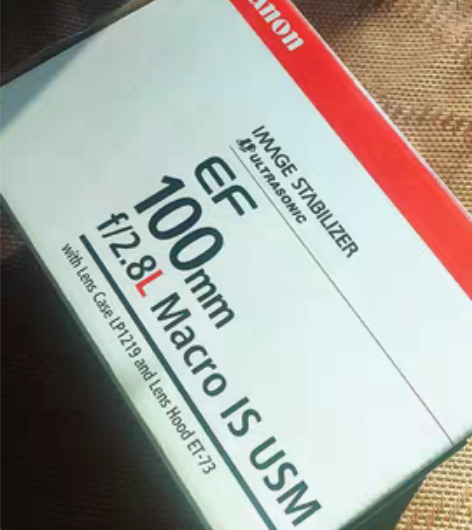 anon
IMAGE STABILIZER
ULTRASONIC
EF
100mm
f/2.8L Macro IS USM
with Lens Case LP1219 and Lens Hood ET-73